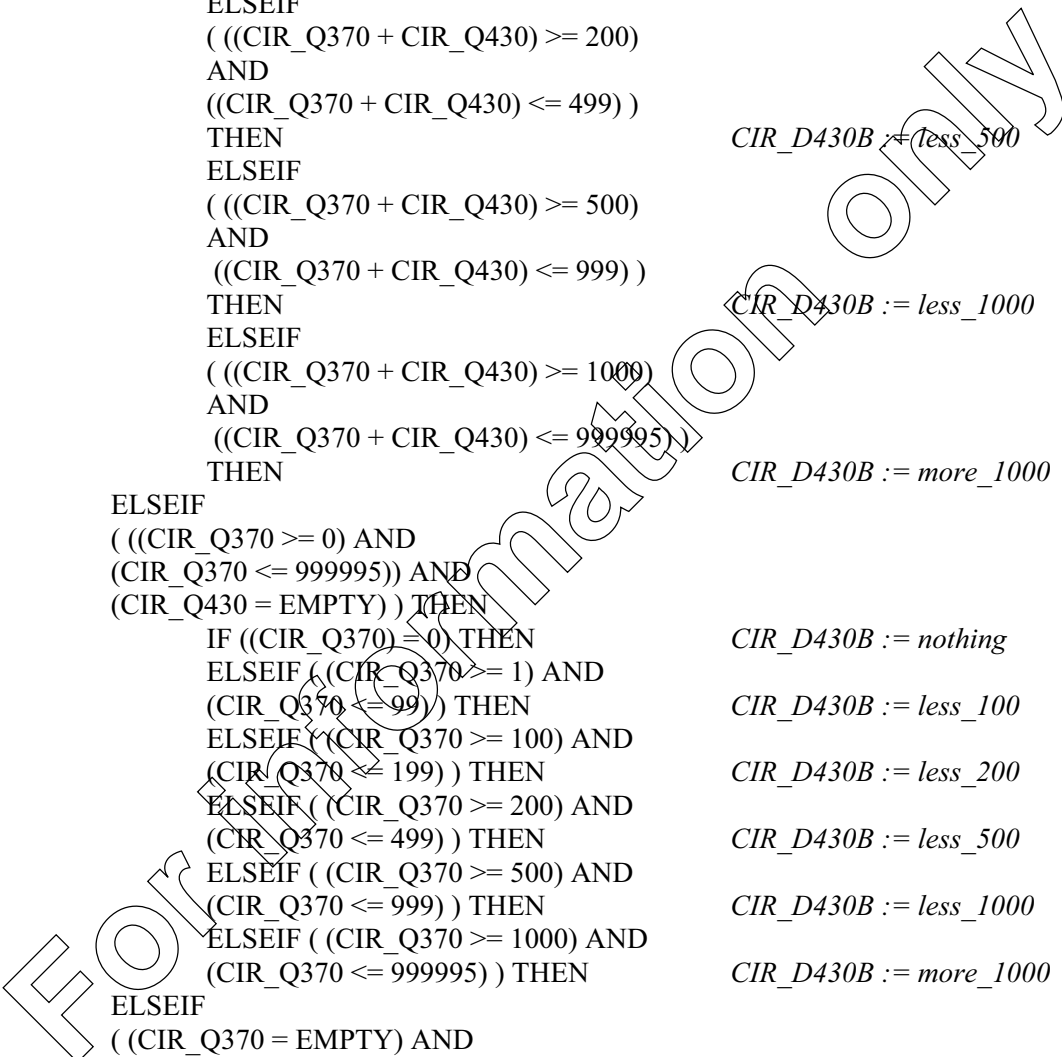 ELSEIF
( ((CIR_Q370 + CIR_Q430) >= 200)
AND
((CIR_Q370 + CIR_Q430) <= 499) )
THEN CIR_D430B := less_500
ELSEIF
( ((CIR_Q370 + CIR_Q430) >= 500)
AND
((CIR_Q370 + CIR_Q430) <= 999) )
THEN CIR_D430B := less_1000
ELSEIF
( ((CIR_Q370 + CIR_Q430) >= 1000)
AND
((CIR_Q370 + CIR_Q430) <= 999995) )
THEN CIR_D430B := more_1000
ELSEIF
( ((CIR_Q370 >= 0) AND
(CIR_Q370 <= 999995)) AND
(CIR_Q430 = EMPTY) ) THEN
IF ((CIR_Q370) = 0) THEN CIR_D430B := nothing
ELSEIF ( (CIR_Q370 >= 1) AND
(CIR_Q370 <= 99) ) THEN CIR_D430B := less_100
ELSEIF ( (CIR_Q370 >= 100) AND
(CIR_Q370 <= 199) ) THEN CIR_D430B := less_200
ELSEIF ( (CIR_Q370 >= 200) AND
(CIR_Q370 <= 499) ) THEN CIR_D430B := less_500
ELSEIF ( (CIR_Q370 >= 500) AND
(CIR_Q370 <= 999) ) THEN CIR_D430B := less_1000
ELSEIF ( (CIR_Q370 >= 1000) AND
(CIR_Q370 <= 999995) ) THEN CIR_D430B := more_1000
ELSEIF
( (CIR_Q370 = EMPTY) AND
For information only